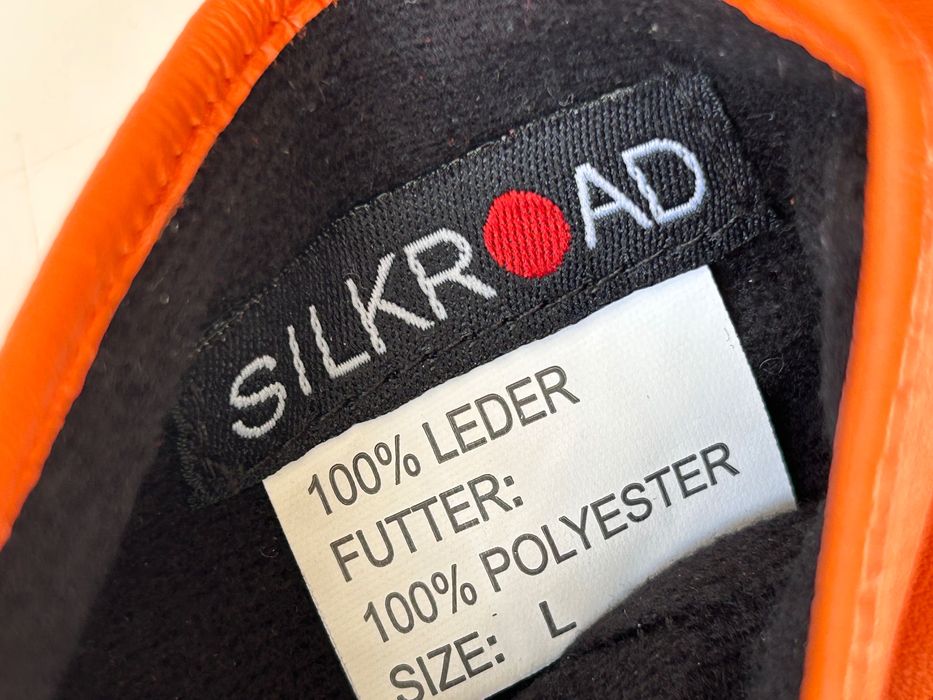 SILKROAD
100% LEDER
FUTTER:
100% POLYESTER
SIZE: L